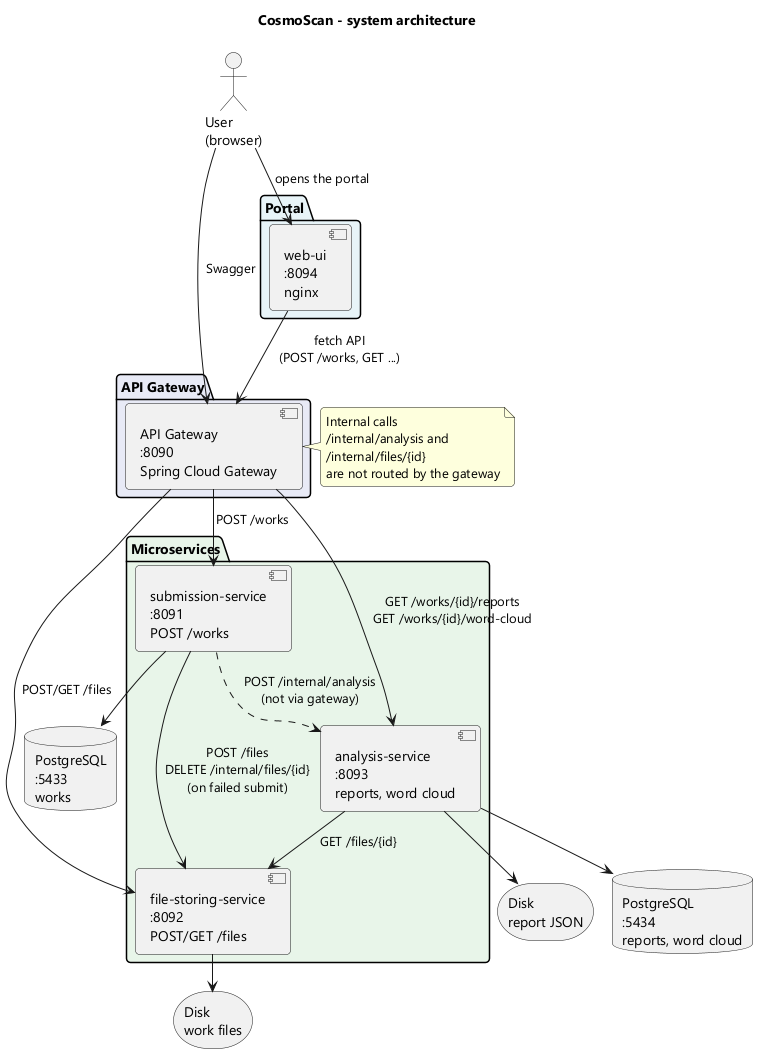 CosmoScan - system architecture
User
(browser)
opens the portal
Portal
web-ui
:8094
nginx
Swagger
fetch API
(POST /works, GET ...)
API Gateway
API Gateway
:8090
Spring Cloud Gateway
Internal calls
/internal/analysis and
/internal/files/{id}
are not routed by the gateway
POST /works
Microservices
submission-service
:8091
POST /works
GET /works/{id}/reports
GET /works/{id}/word-cloud
POST/GET /files
POST /internal/analysis
(not via gateway)
PostgreSQL
:5433
works
POST /files
DELETE /internal/files/{id}
(on failed submit)
analysis-service
:8093
reports, word cloud
GET /files/{id}
file-storing-service
:8092
POST/GET /files
Disk
report JSON
PostgreSQL
:5434
reports, word cloud
Disk
work files